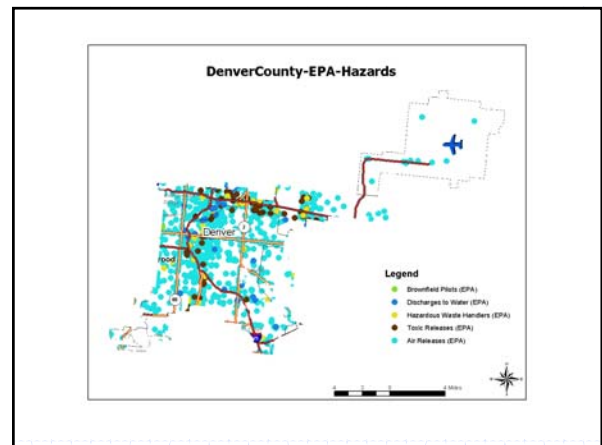 DenverCounty-EPA-Hazards
Denver
Legend
Brownfield Pilots (EPA)
Discharges to Water (EPA)
Hazardous Waste Handlers (EPA)
Toxic Releases (EPA)
Air Releases (EPA)
4 Miles